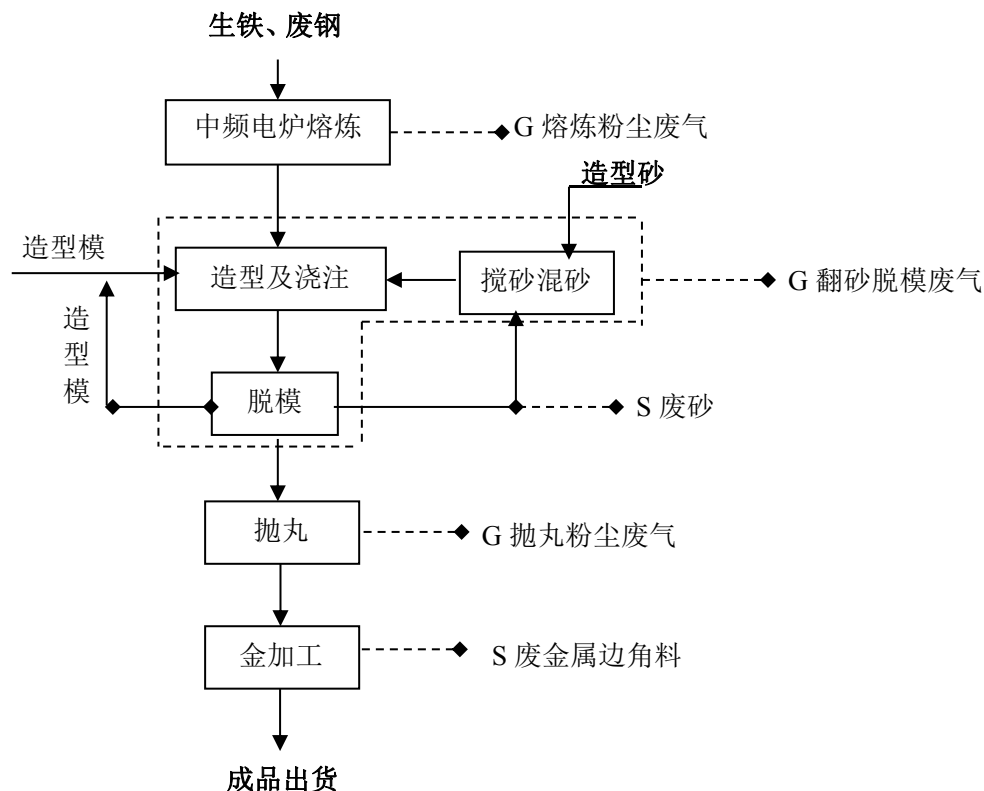 生铁、废钢
中频电炉熔炼
G 熔炼粉尘废气
造型砂
造型模
造型及浇注
搅砂混砂
G 翻砂脱模废气
造
型
模
脱模
S 废砂
抛丸
G 抛丸粉尘废气
金加工
S 废金属边角料
成品出货